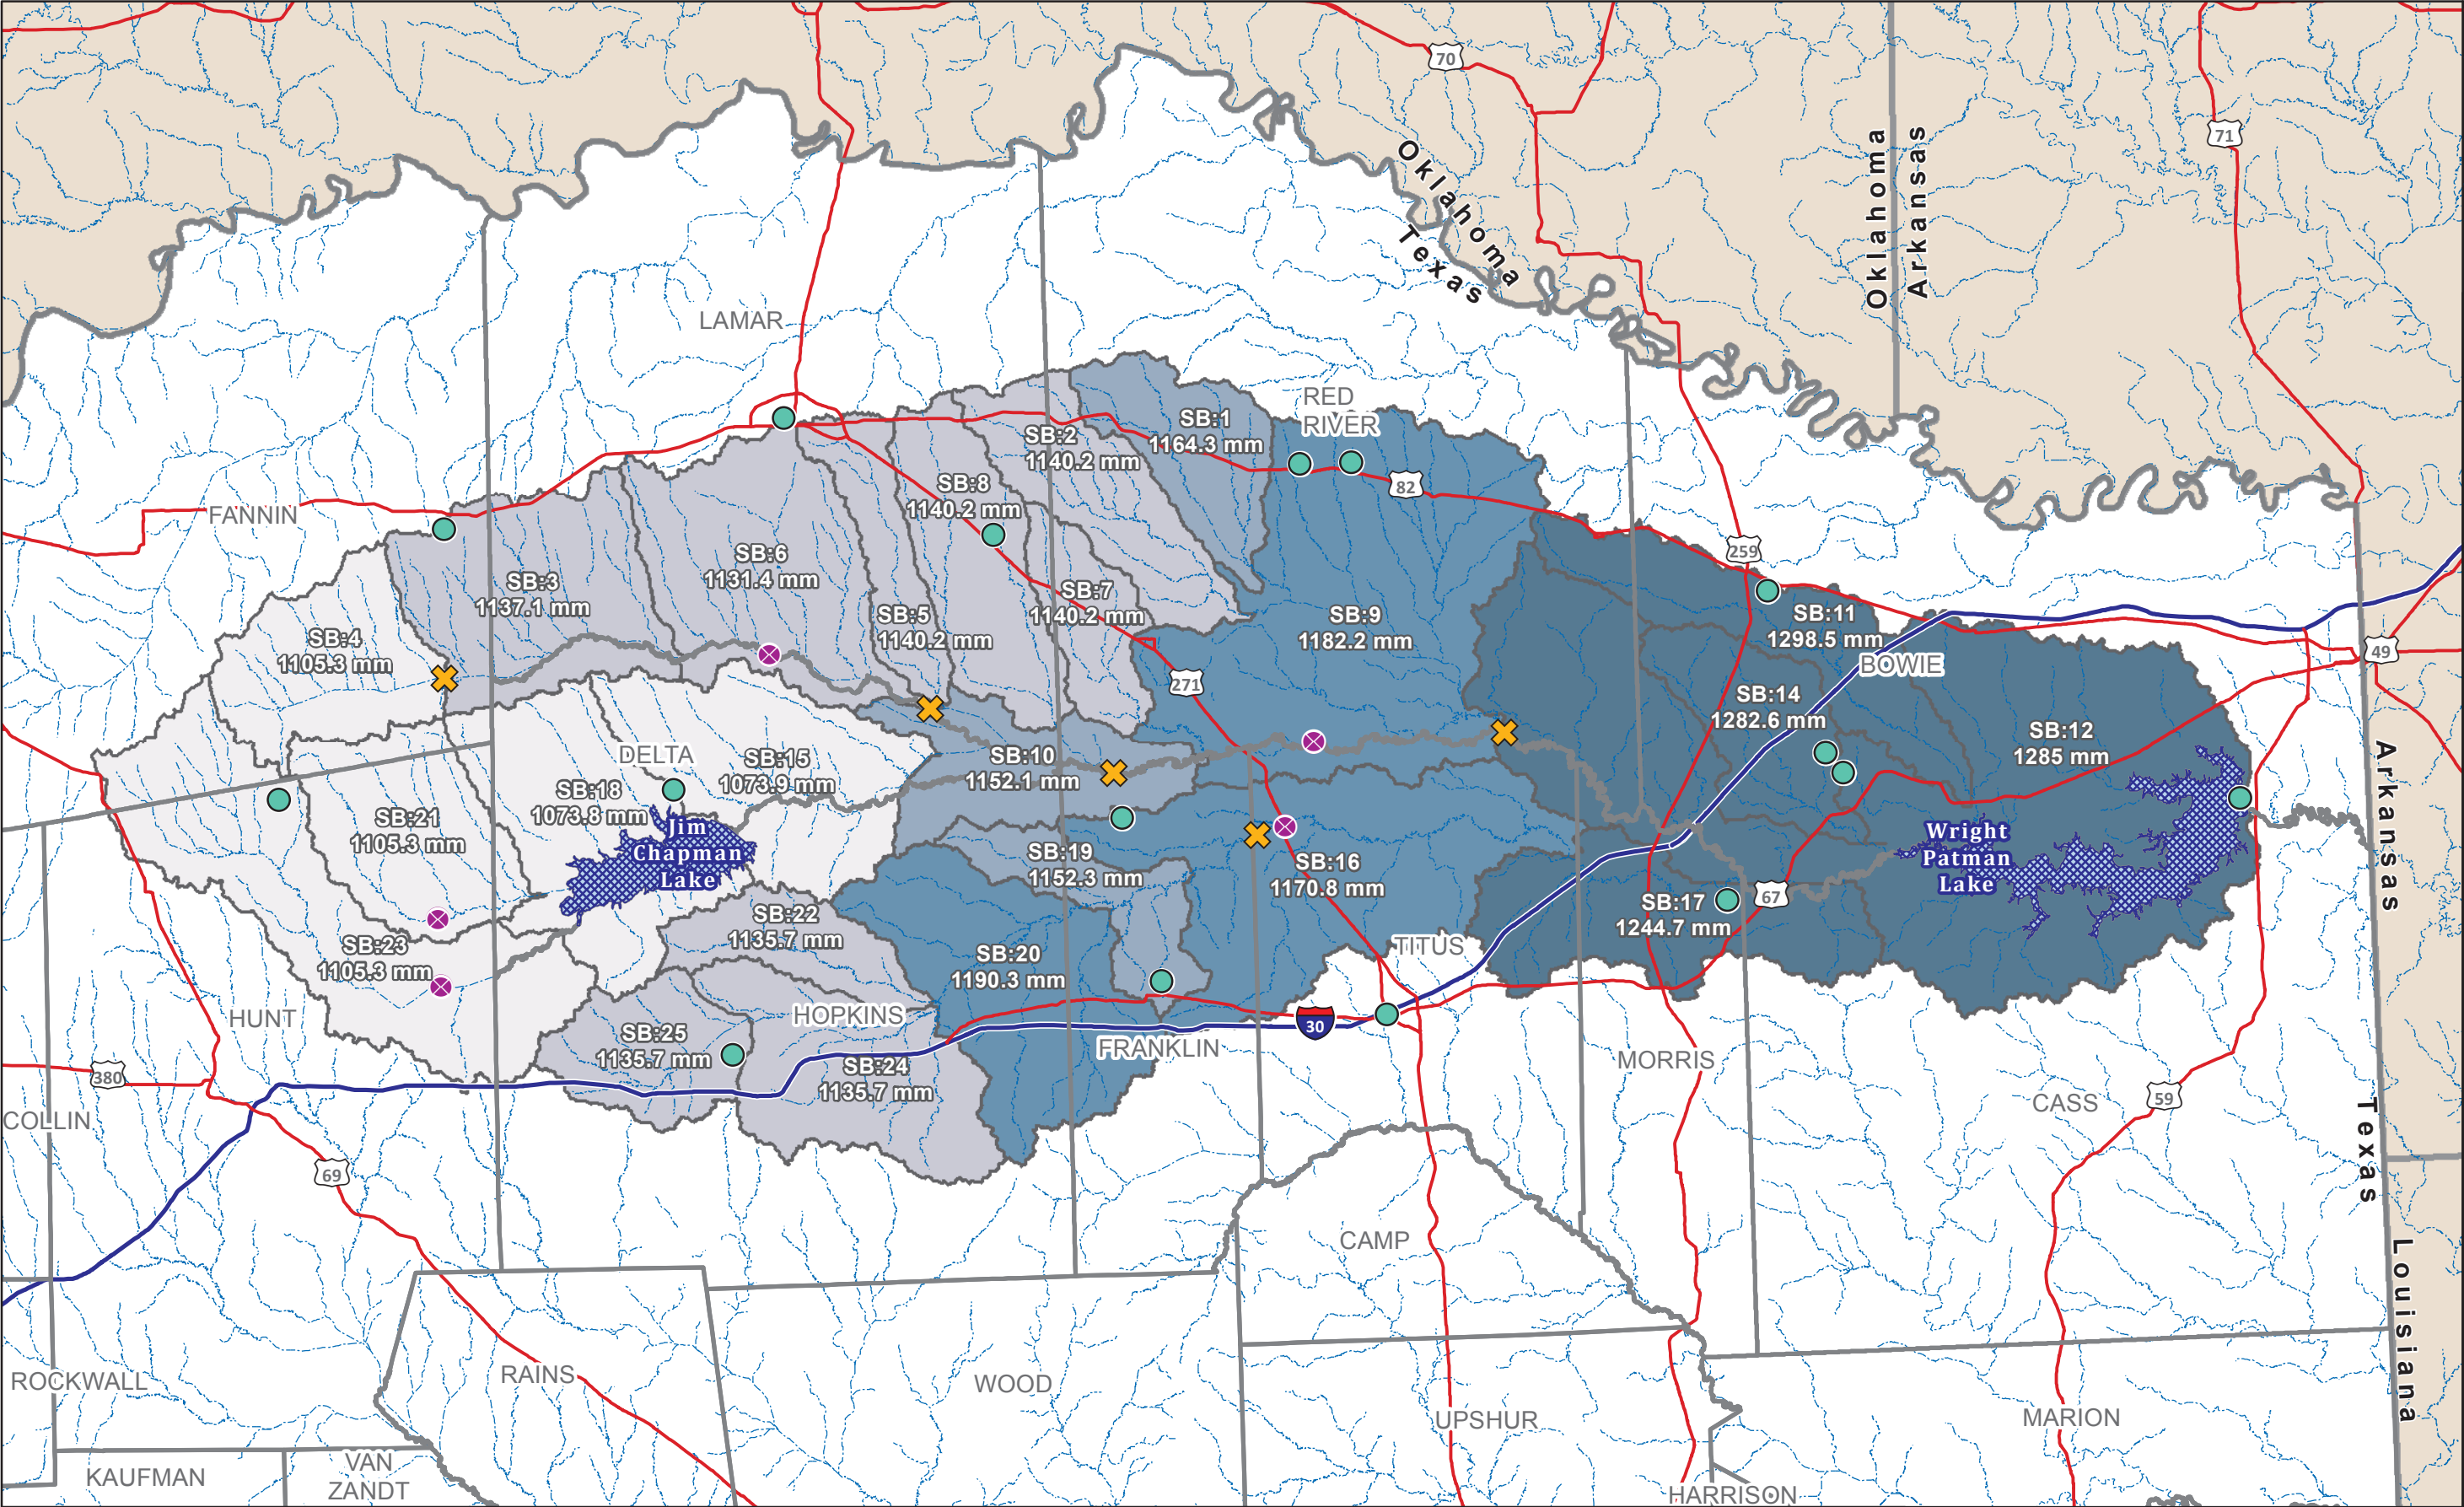 70
71
Oklahoma
Texas
Oklahoma
Arkansas
LAMAR
RED
RIVER
SB:1
1164.3 mm
SB:2
1140.2 mm
82
SB:8
1140.2 mm
FANNIN
259
SB:6
1131.4 mm
SB:3
1137.1 mm
SB:7
1140.2 mm
SB:5
1140.2 mm
SB:9
1182.2 mm
SB:11
1298.5 mm
BOWIE
49
SB:4
1105.3 mm
271
SB:14
1282.6 mm
SB:12
1285 mm
DELTA
SB:15
1073.9 mm
SB:10
1152.1 mm
SB:18
1073.8 mm
SB:21
1105.3 mm
Jim
Chapman
Lake
SB:19
1152.3 mm
SB:16
1170.8 mm
Wright
Patman
Lake
Arkansas
Texas
67
SB:17
1244.7 mm
SB:22
1135.7 mm
SB:23
1105.3 mm
SB:20
1190.3 mm
TITUS
HUNT
HOPKINS
30
SB:25
1135.7 mm
FRANKLIN
SB:24
1135.7 mm
MORRIS
380
59
CASS
COLLIN
69
CAMP
Louisiana
ROCKWALL
RAINS
WOOD
UPSHUR
MARION
KAUFMAN
VAN
ZANDT
HARRISON